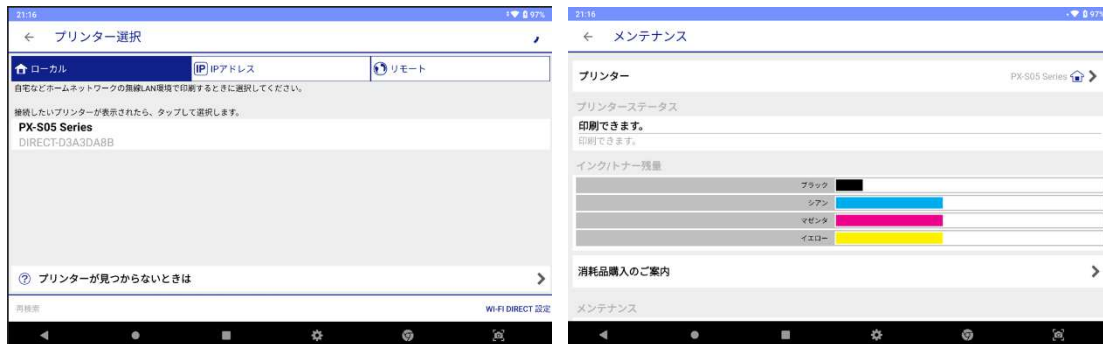 21:16
97%
プリンター選択
ローカル
IP IPアドレス
リモート
自宅などホームネットワークの無線LAN環境で印刷するときに選択してください。
接続したいプリンターが表示されたら、タップして選択します。
PX-S05 Series
DIRECT-D3A3DA8B
? プリンターが見つからないときは
再検索
WI-FI DIRECT 設定
21:16
97%
メンテナンス
プリンター
PX-S05 Series
プリンターステータス
印刷できます。
印刷できます。
インク/トナー残量
ブラック
シアン
マゼンタ
イエロー
消耗品購入のご案内
メンテナンス